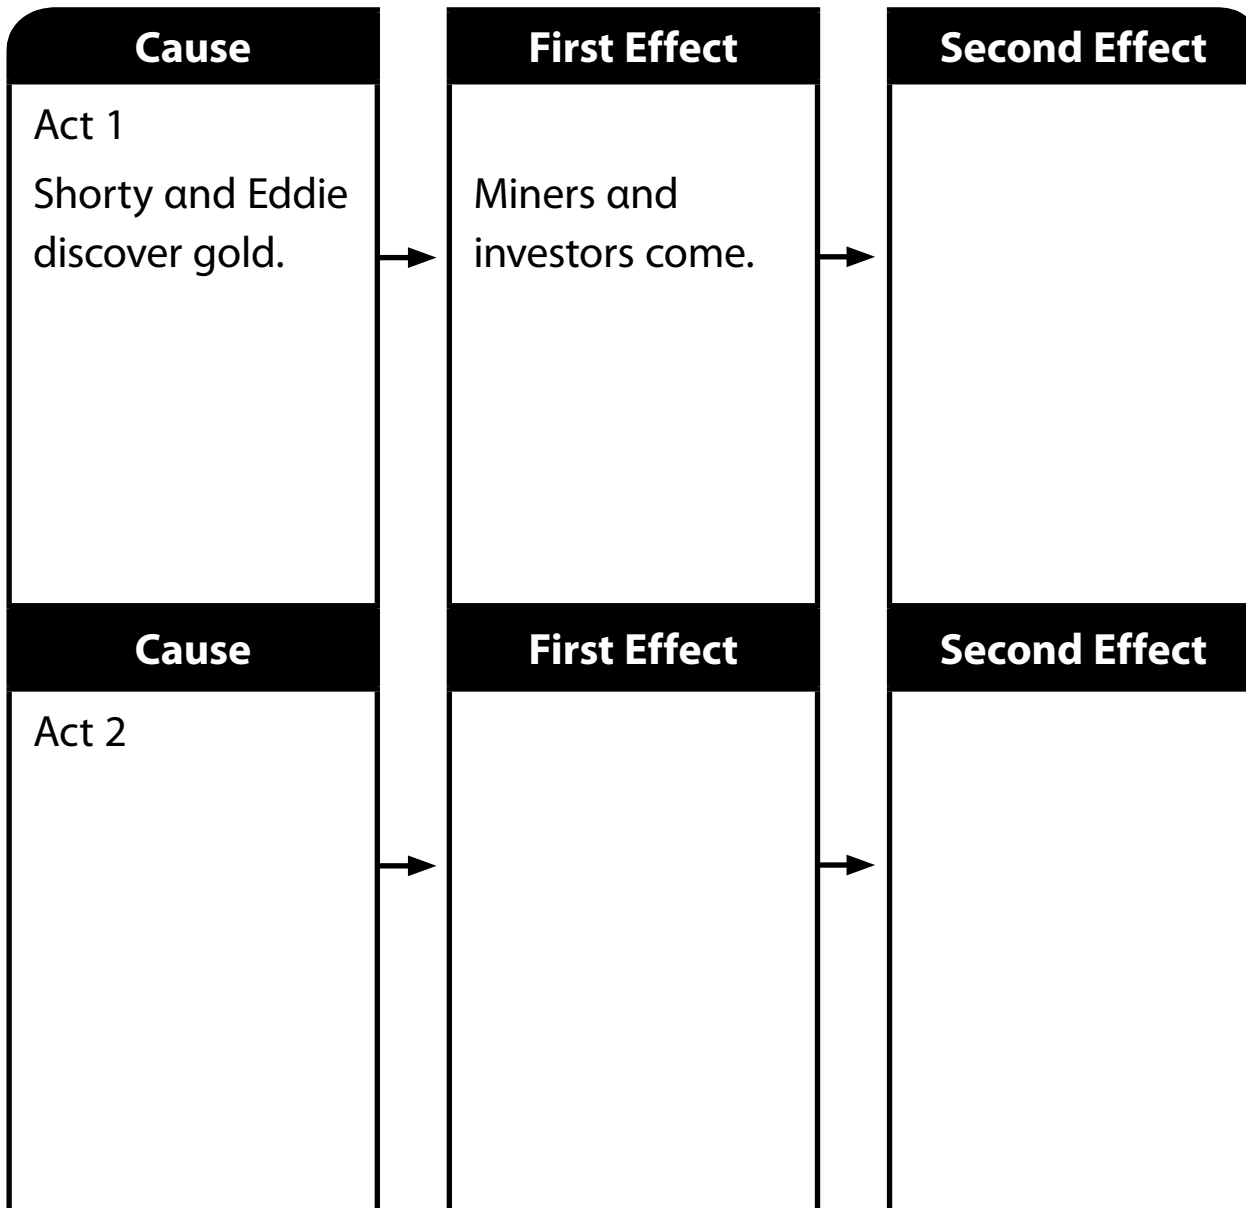 Cause
First Effect
Second Effect
Act 1
Shorty and Eddie
discover gold.
Miners and
investors come.
Cause
First Effect
Second Effect
Act 2